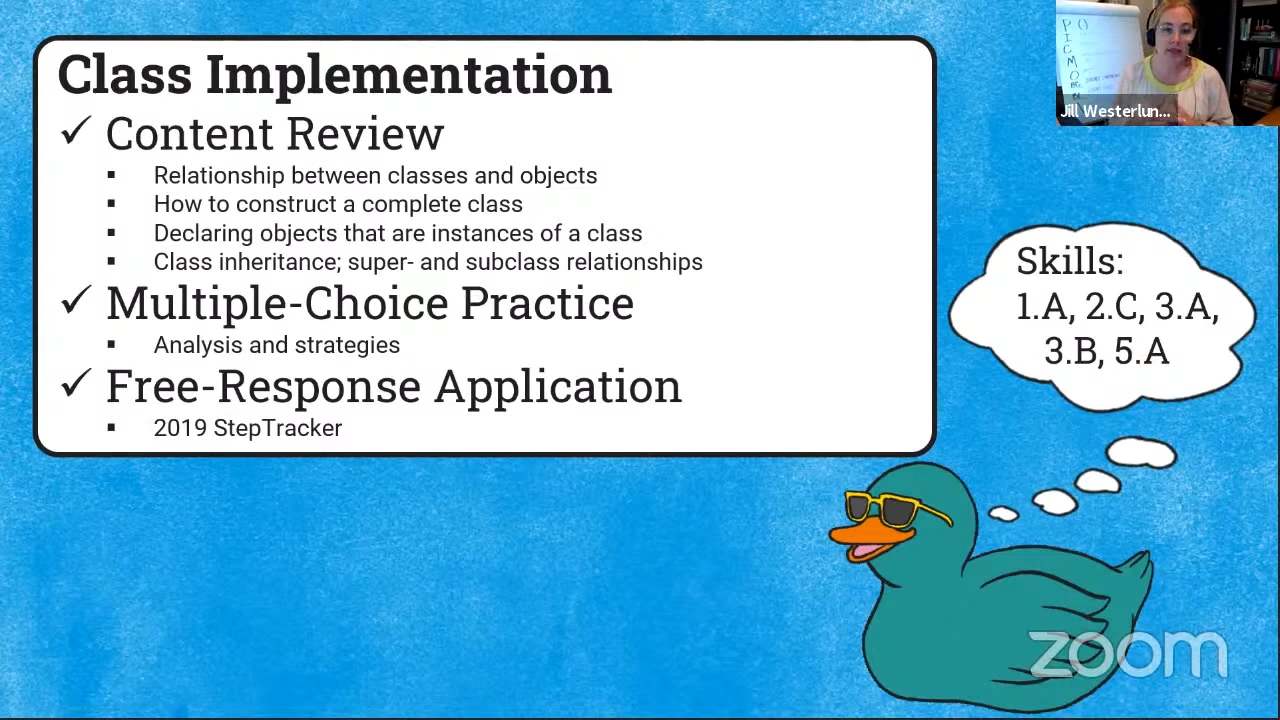 Class Implementation
✓ Content Review
▪ Relationship between classes and objects
▪ How to construct a complete class
▪ Declaring objects that are instances of a class
▪ Class inheritance; super- and subclass relationships
✓ Multiple-Choice Practice
▪ Analysis and strategies
✓ Free-Response Application
▪ 2019 StepTracker
P ()
I
C
M
O
Jill Westerlun...
Skills:
1.A, 2.C, 3.A,
3.B, 5.A
zoom